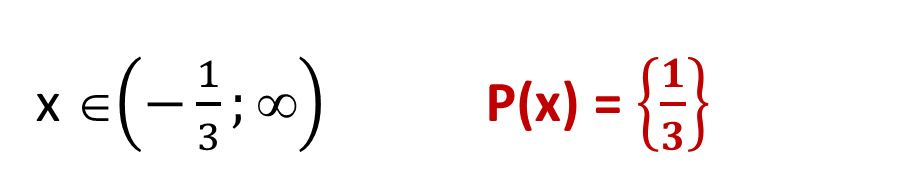 x ∈(−1/3; ∞) P(x) = {1/3}